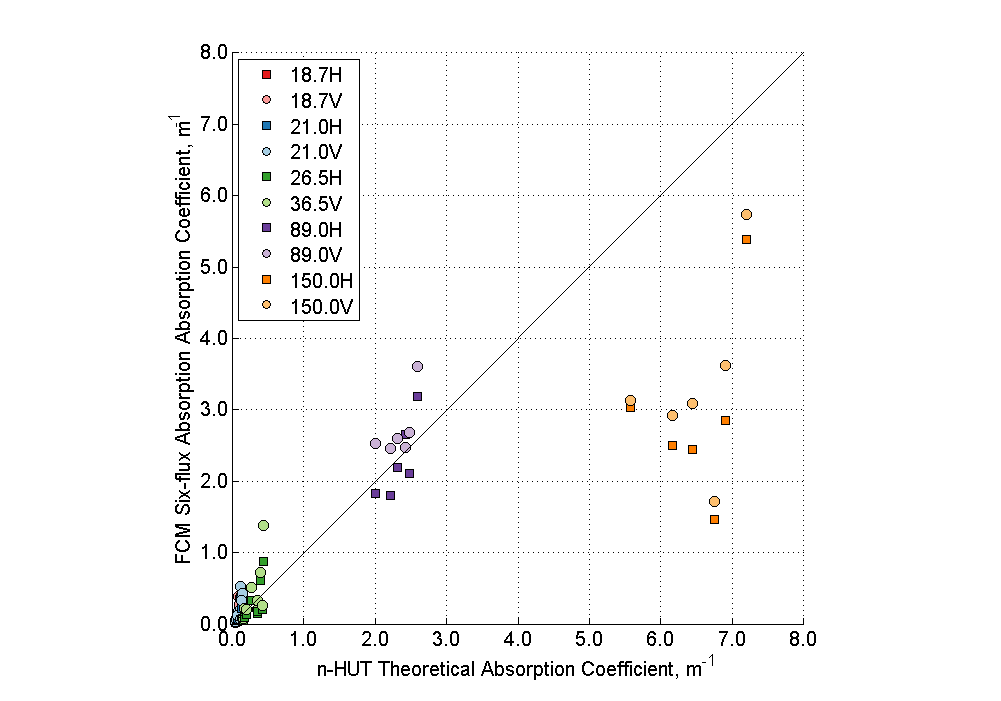 8.0
7.0
6.0
5.0
4.0
3.0
2.0
1.0
0.0
18.7H
18.7V
21.0H
21.0V
26.5H
36.5V
89.0H
89.0V
150.0H
150.0V
FCM Six-flux Absorption Coefficient, m-1
0.0 1.0 2.0 3.0 4.0 5.0 6.0 7.0 8.0
n-HUT Theoretical Absorption Coefficient, m-1